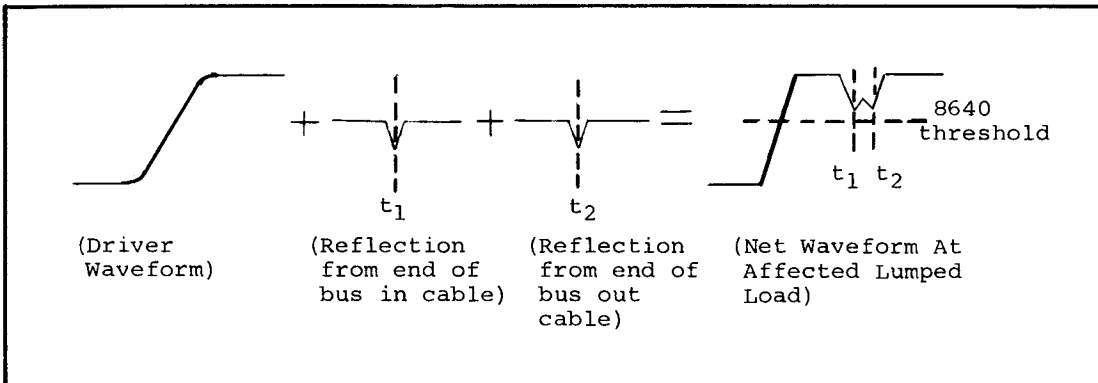 + + =
8640
threshold
t1 t2 t1 t2
(Driver
Waveform)
(Reflection
from end of
bus in cable)
(Reflection
from end of
bus out
cable)
(Net Waveform At
Affected Lumped
Load)